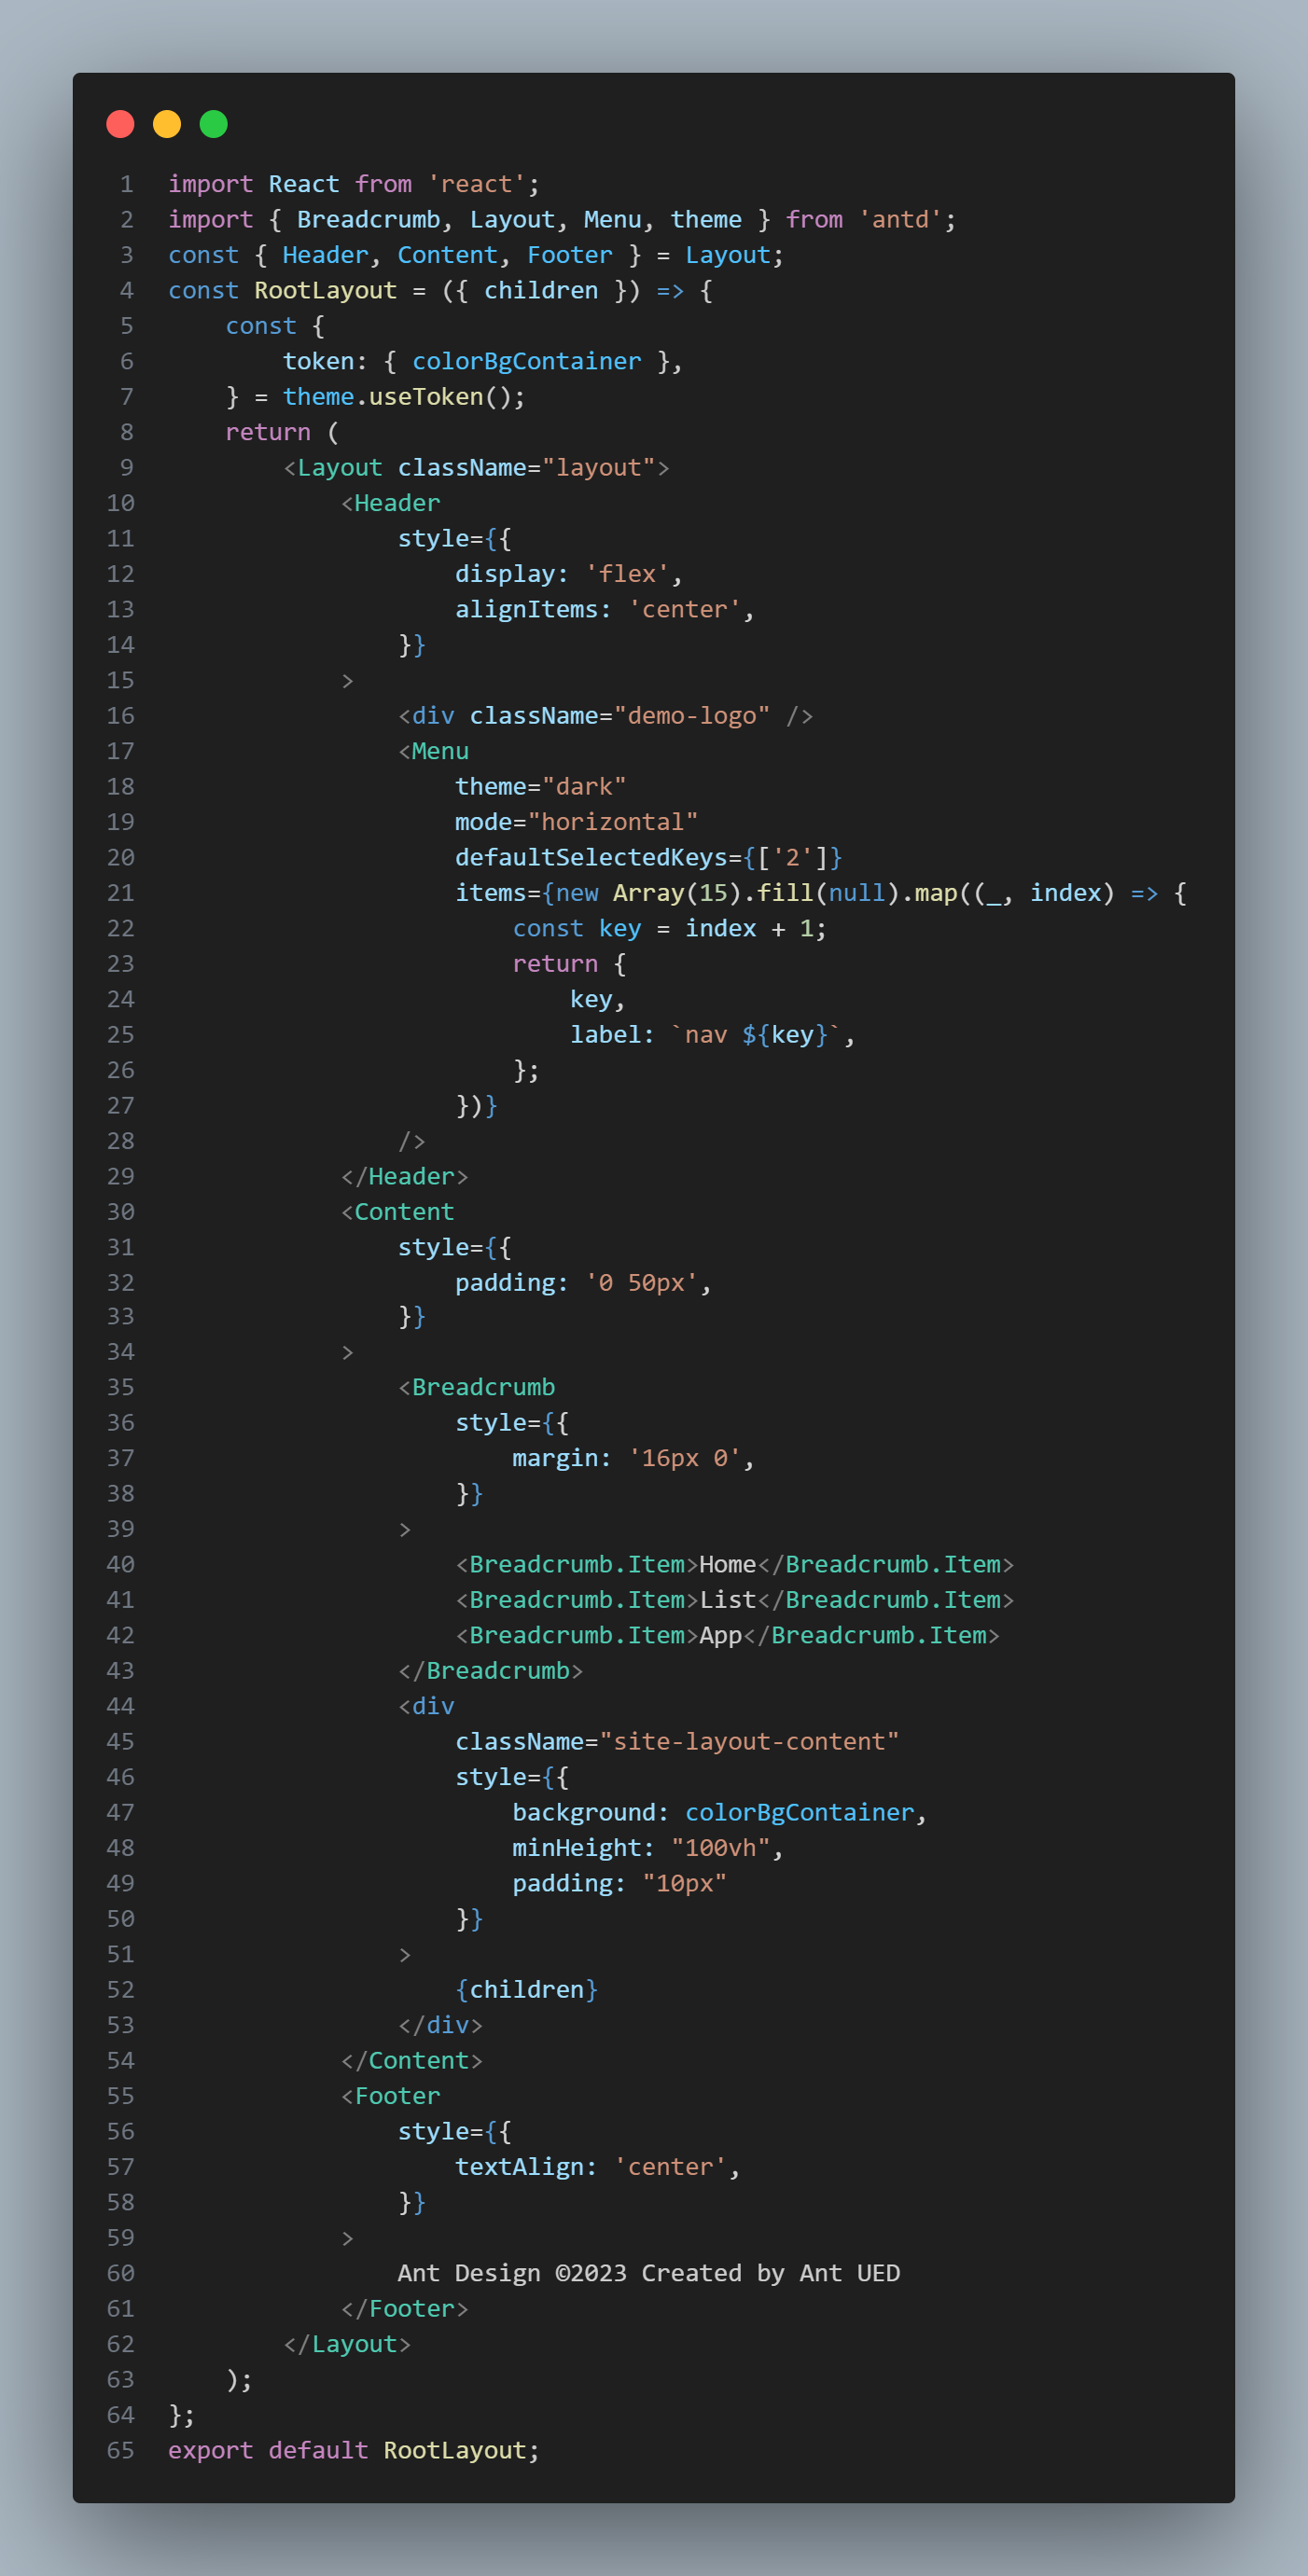 1 import React from 'react';
2 import { Breadcrumb, Layout, Menu, theme } from 'antd';
3 const { Header, Content, Footer } = Layout;
4 const RootLayout = ({ children }) => {
5     const {
6         token: { colorBgContainer },
7     } = theme.useToken();
8     return (
9         <Layout className="layout">
10             <Header
11                 style={{
12                     display: 'flex',
13                     alignItems: 'center',
14                 }}
15             >
16                 <div className="demo-logo" />
17                 <Menu
18                     theme="dark"
19                     mode="horizontal"
20                     defaultSelectedKeys={['2']}
21                     items={new Array(15).fill(null).map((_, index) => {
22                         const key = index + 1;
23                         return {
24                             key,
25                             label: `nav ${key}`,
26                         };
27                     })}
28                 />
29             </Header>
30             <Content
31                 style={{
32                     padding: '0 50px',
33                 }}
34             >
35                 <Breadcrumb
36                     style={{
37                         margin: '16px 0',
38                     }}
39                 >
40                     <Breadcrumb.Item>Home</Breadcrumb.Item>
41                     <Breadcrumb.Item>List</Breadcrumb.Item>
42                     <Breadcrumb.Item>App</Breadcrumb.Item>
43                 </Breadcrumb>
44                 <div
45                     className="site-layout-content"
46                     style={{
47                         background: colorBgContainer,
48                         minHeight: "100vh",
49                         padding: "10px"
50                     }}
51                 >
52                     {children}
53                 </div>
54             </Content>
55             <Footer
56                 style={{
57                     textAlign: 'center',
58                 }}
59             >
60                 Ant Design ©2023 Created by Ant UED
61             </Footer>
62         </Layout>
63     );
64 };
65 export default RootLayout;